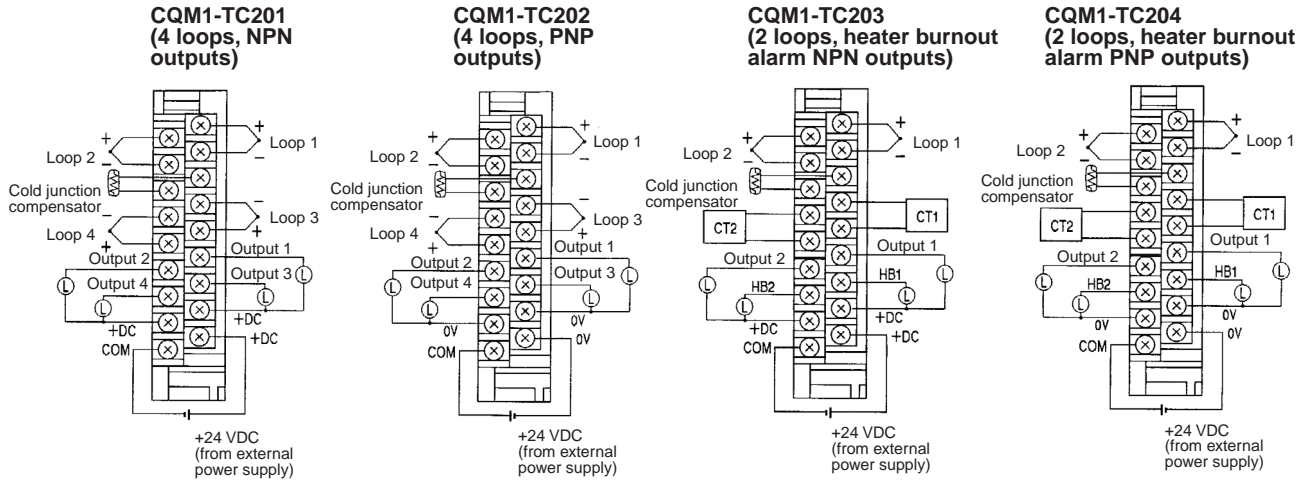 CQM1-TC201
(4 loops, NPN
outputs)
+
Loop 1
+
–
Loop 2
–
Cold junction
compensator
–
Loop 3
–
+
Loop 4
+
Output 1
Output 2
Output 3
L
L
Output 4
L
L
+DC
+DC
+DC
COM
+24 VDC
(from external
power supply)
CQM1-TC202
(4 loops, PNP
outputs)
+
Loop 1
+
–
Loop 2
–
Cold junction
compensator
–
Loop 3
–
+
Loop 4
+
Output 1
Output 2
Output 3
L
L
Output 4
L
L
0V
0V
0V
COM
+24 VDC
(from external
power supply)
CQM1-TC203
(2 loops, heater burnout
alarm NPN outputs)
+
Loop 1
+
–
Loop 2
–
Cold junction
compensator
CT1
CT2
Output 1
Output 2
L
HB1
L
HB2
L
L
+DC
+DC
+DC
COM
+24 VDC
(from external
power supply)
CQM1-TC204
(2 loops, heater burnout
alarm PNP outputs)
+
Loop 1
+
–
Loop 2
–
Cold junction
compensator
CT1
CT2
Output 1
Output 2
L
HB1
L
HB2
L
L
0V
0V
0V
COM
+24 VDC
(from external
power supply)